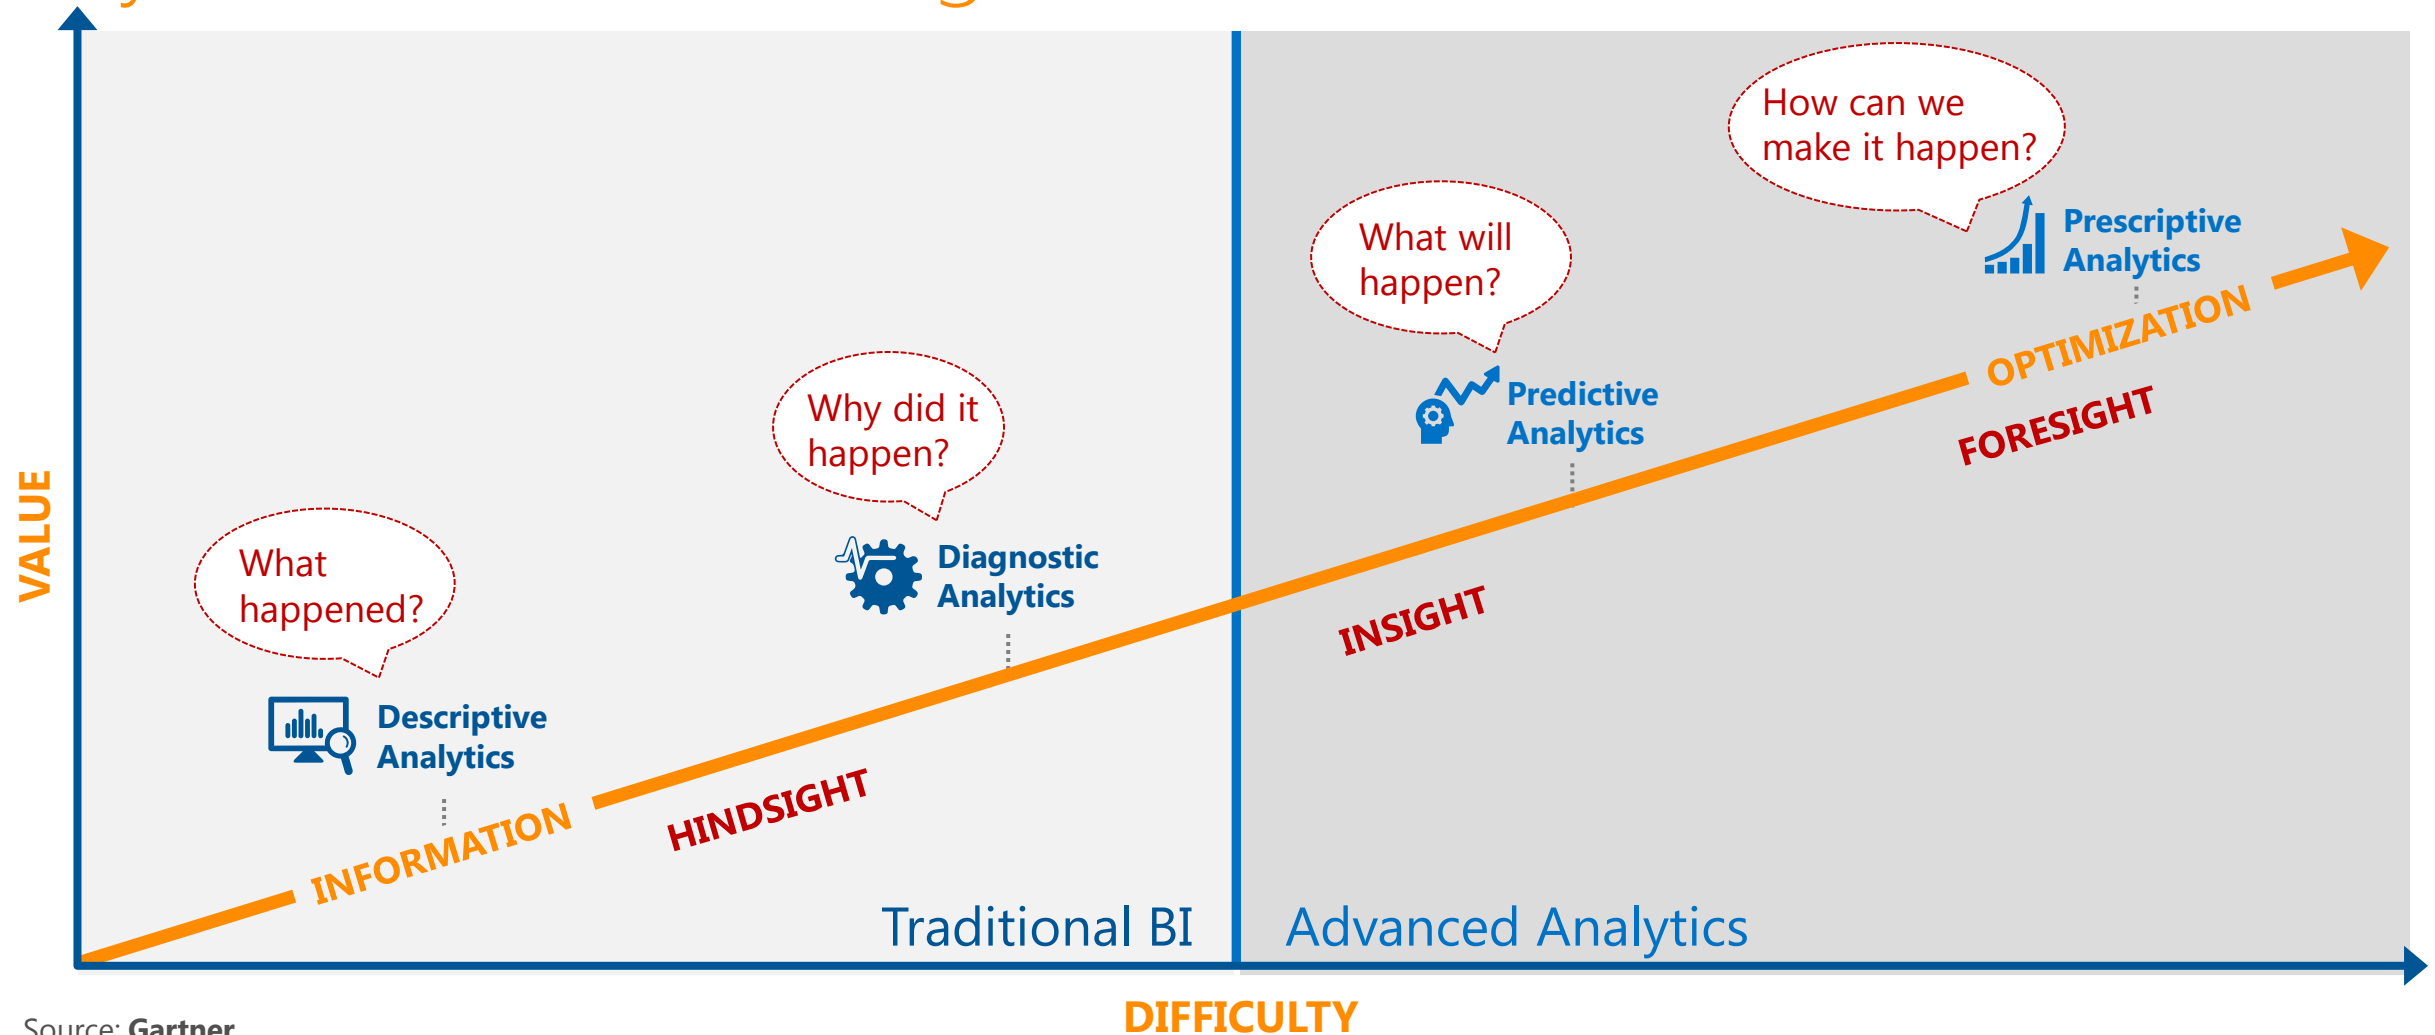 How can we
make it happen?
Prescriptive
Analytics
What will
happen?
Predictive
Analytics
OPTIMIZATION
FORESIGHT
Why did it
happen?
Diagnostic
Analytics
INSIGHT
What
happened?
Descriptive
Analytics
INFORMATION
HINDSIGHT
VALUE
Traditional BI
Advanced Analytics
DIFFICULTY
Source: Gartner